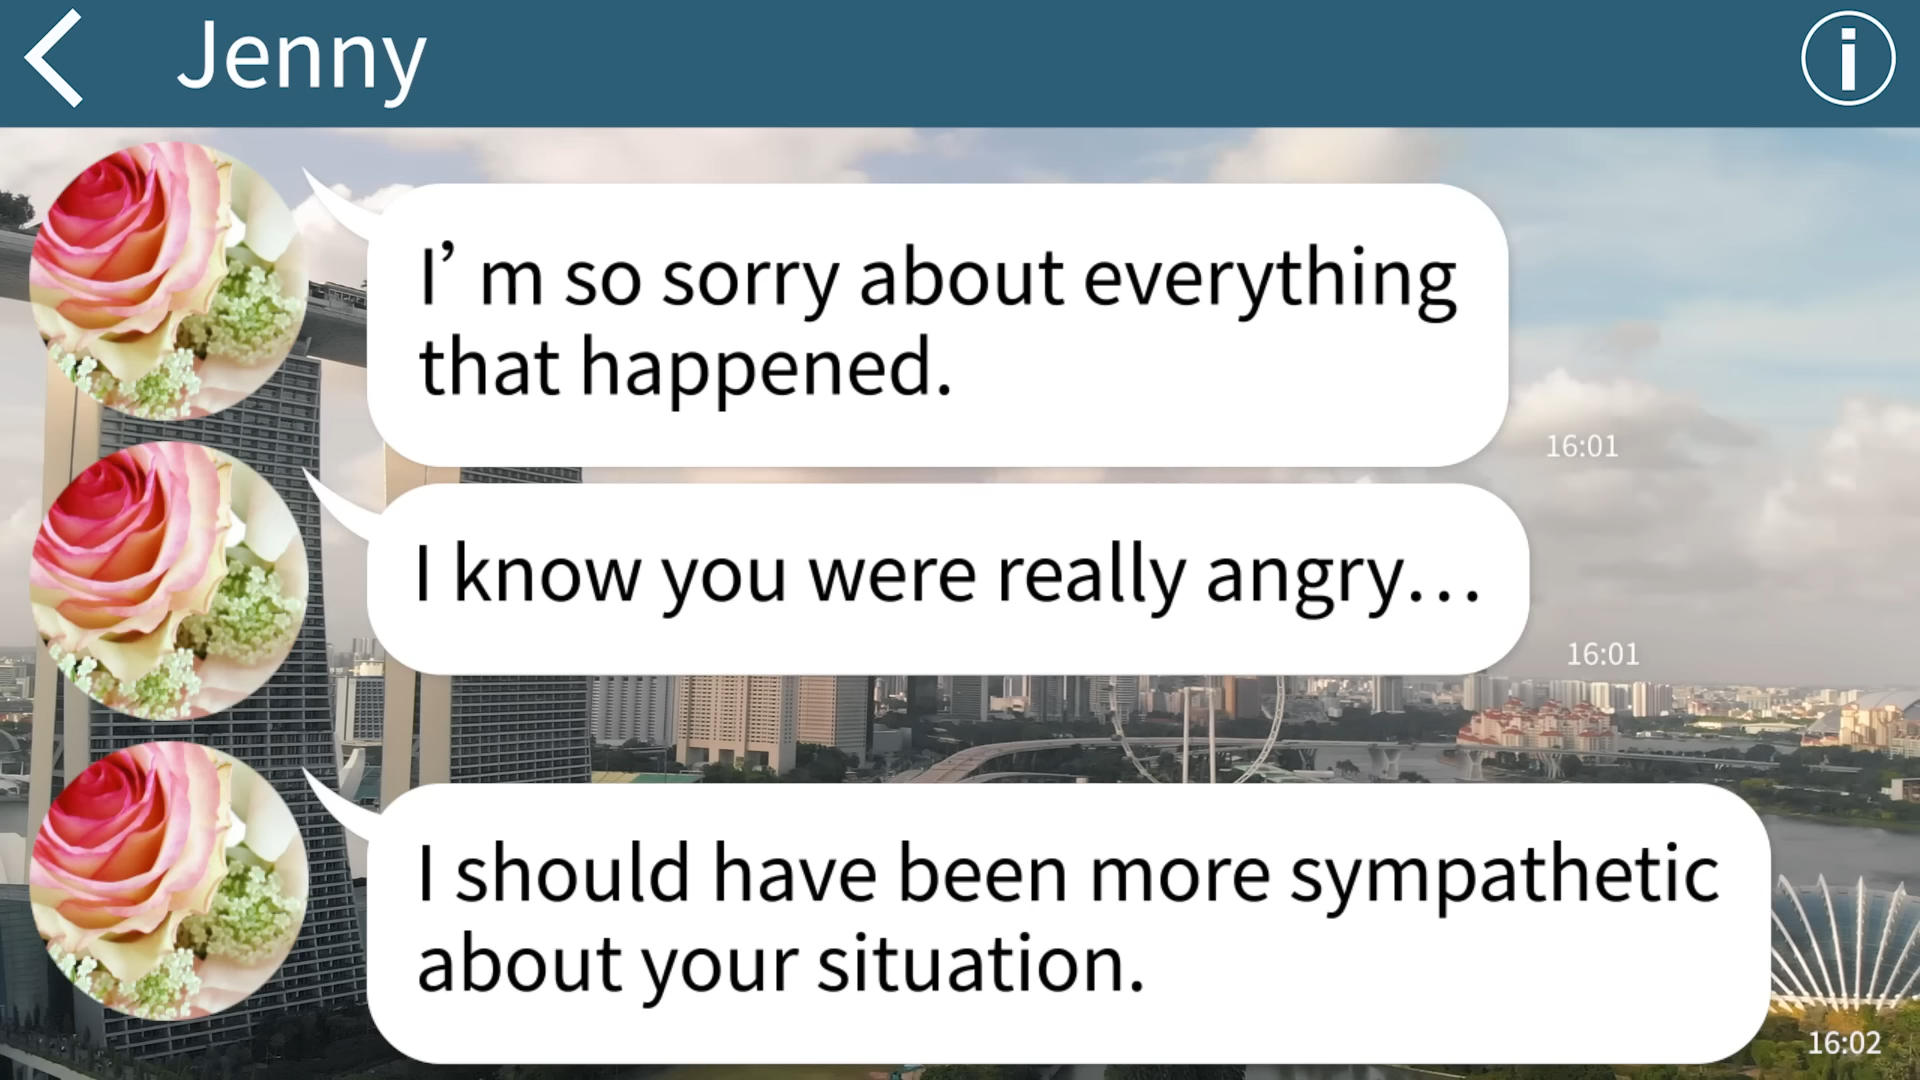 Jenny
I’m so sorry about everything
that happened.
16:01
I know you were really angry…
16:01
I should have been more sympathetic
about your situation.
16:02